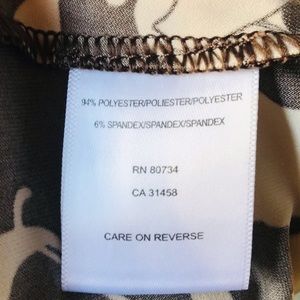 94% POLYESTER/POLIESTER/POLYESTER
6% SPANDEX/SPANDEX/SPANDEX
RN 80734
CA 31458
CARE ON REVERSE